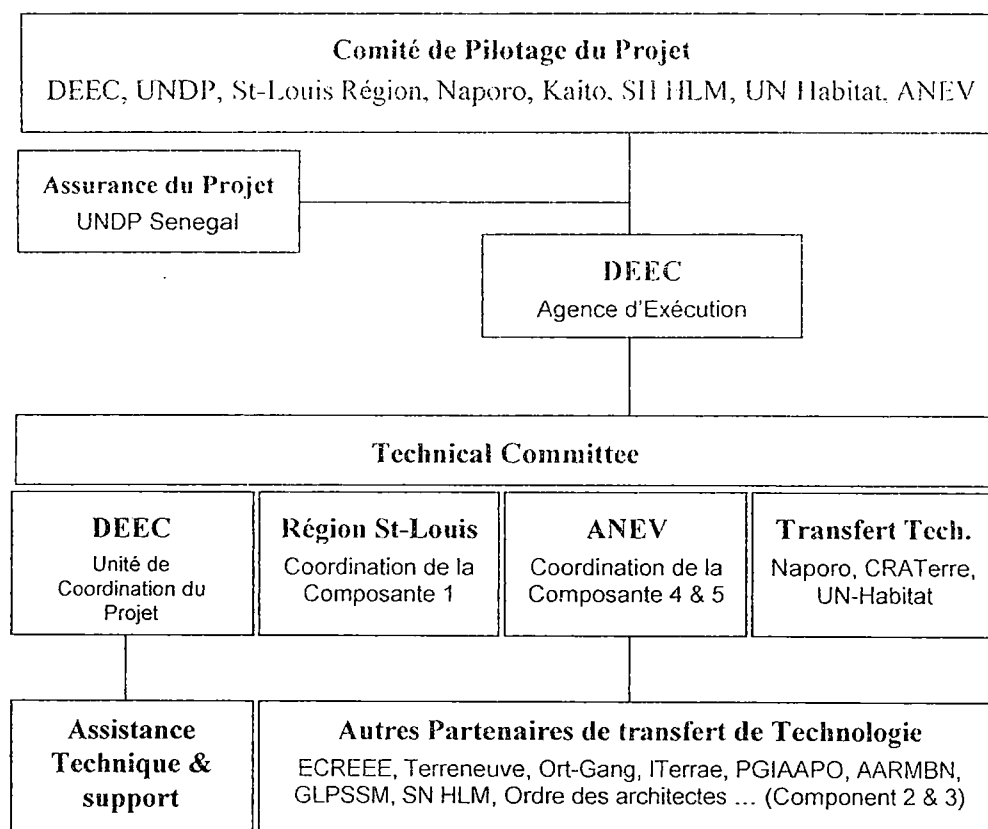 Comité de Pilotage du Projet
DEEC, UNDP, St-Louis Région, Naporo, Kaito, SH HLM, UN Habitat, ANEV
Assurance du Projet
UNDP Senegal
DEEC
Agence d'Exécution
Technical Committee
DEEC
Unité de
Coordination du
Projet
Région St-Louis
Coordination de la
Composante 1
ANEV
Coordination de la
Composante 4 & 5
Transfert Tech.
Naporo, CRATerre,
UN-Habitat
Assistance
Technique &
support
Autres Partenaires de transfert de Technologie
ECREEE, Terreneuve, Ort-Gang, ITerrae, PGIAAPO, AARMBN,
GLPSSM, SN HLM, Ordre des architectes ... (Component 2 & 3)